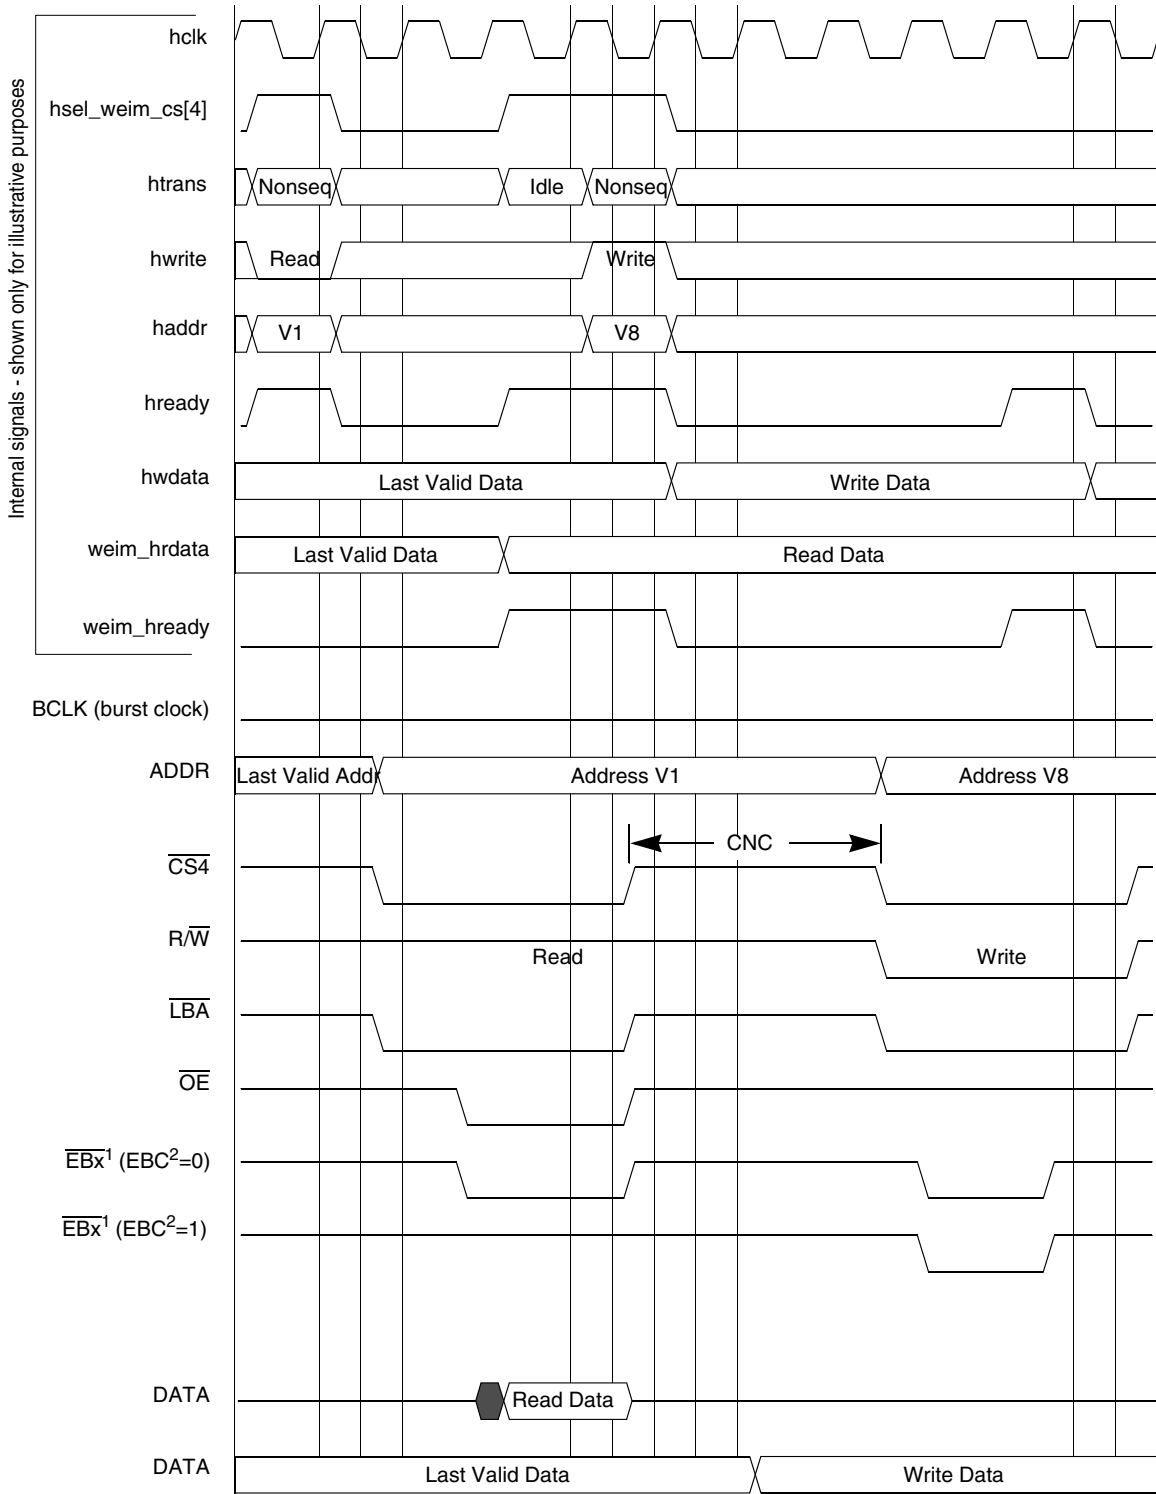 Internal signals - shown only for illustrative purposes
hclk
hsel_weim_cs[4]
htrans Nonseq Idle Nonseq
hwrite Read Write
haddr V1 V8
hready
hwdata Last Valid Data Write Data
weim_hrdata Last Valid Data Read Data
weim_hready
BCLK (burst clock)
ADDR Last Valid Addr Address V1 Address V8
CNC
CS4
R/W Read Write
LBA
OE
EBx¹ (EBC²=0)
EBx¹ (EBC²=1)
DATA Read Data
DATA Last Valid Data Write Data